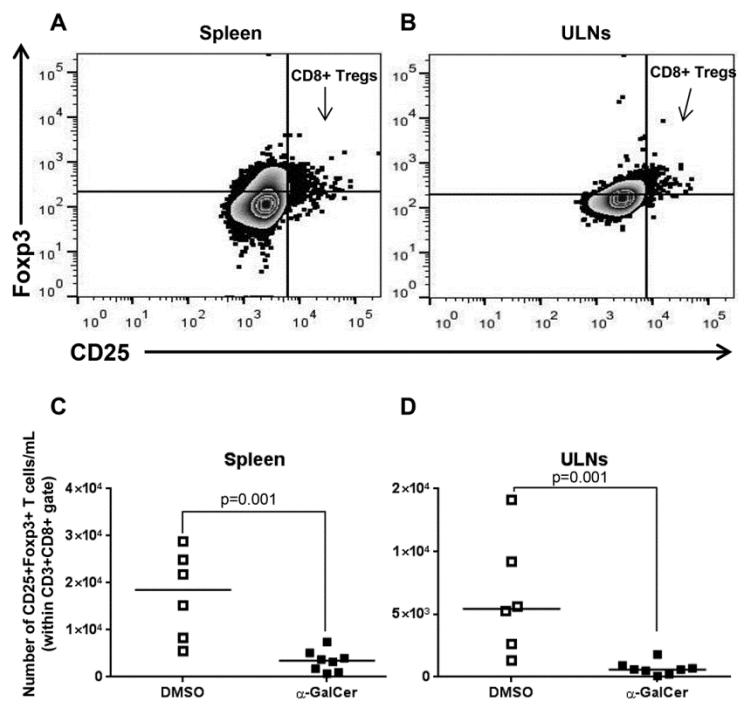 A
B
Spleen
ULNs
CD8+ Tregs
CD8+ Tregs
Foxp3
10^5
10^4
10^3
10^2
10^1
10^0
10^0 10^1 10^2 10^3 10^4 10^5
10^5
10^4
10^3
10^2
10^1
10^0
10^0 10^1 10^2 10^3 10^4 10^5
CD25
C
D
Spleen
ULNs
Number of CD25+Foxp3+ T cells/mL
(within CD3+CD8+ gate)
4×10^4
3×10^4
2×10^4
1×10^4
0
p=0.001
DMSO
α-GalCer
2×10^4
1×10^4
5×10^3
0
p=0.001
DMSO
α-GalCer